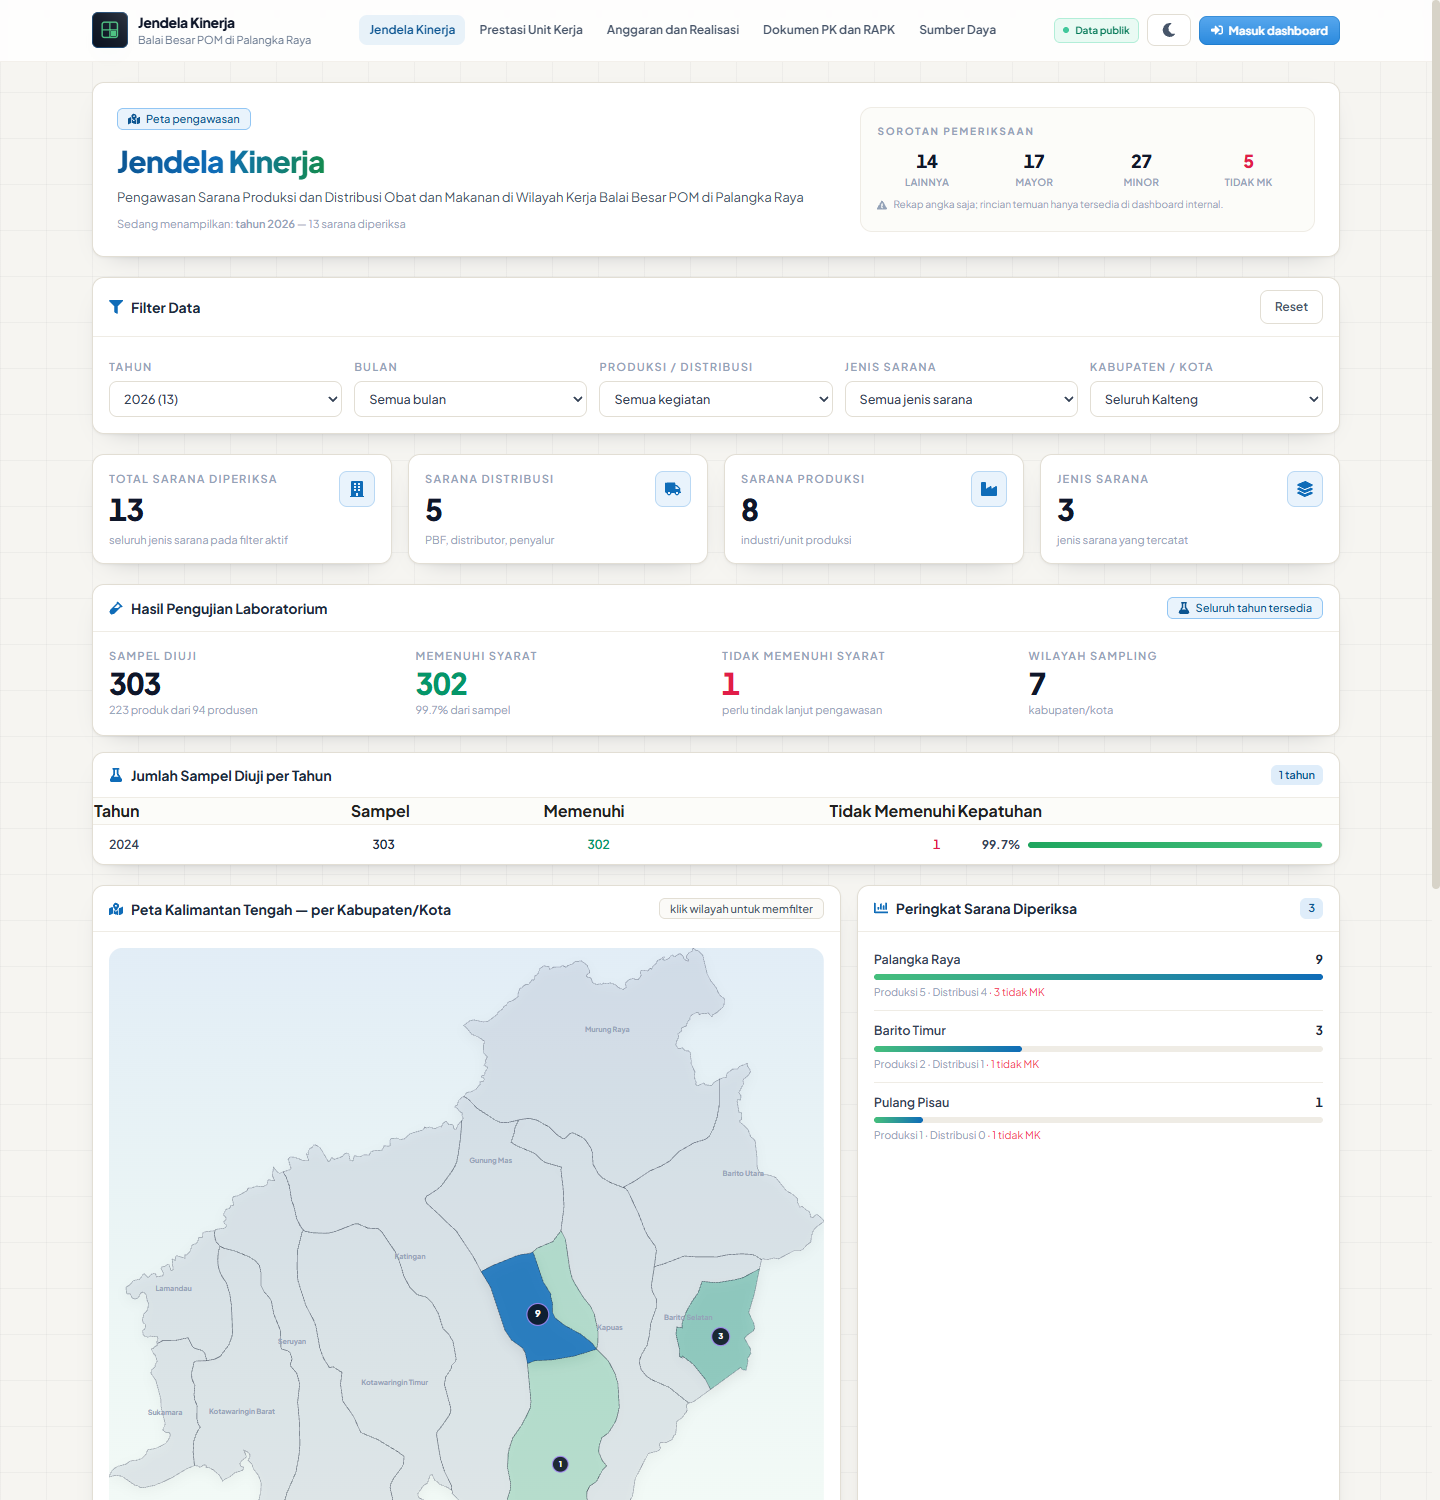 Jendela Kinerja
Balai Besar POM di Palangka Raya
Jendela Kinerja
Prestasi Unit Kerja
Anggaran dan Realisasi
Dokumen PK dan RAPK
Sumber Daya
Data publik
Masuk dashboard
Peta pengawasan
Jendela Kinerja
Pengawasan Sarana Produksi dan Distribusi Obat dan Makanan di Wilayah Kerja Balai Besar POM di Palangka Raya
Sedang menampilkan: tahun 2026 — 13 sarana diperiksa
SOROTAN PEMERIKSAAN
14 17 27 5
LAINNYA MAYOR MINOR TIDAK MK
Rekap angka saja; rincian temuan hanya tersedia di dashboard internal.
Filter Data
Reset
TAHUN BULAN PRODUKSI / DISTRIBUSI JENIS SARANA KABUPATEN / KOTA
2026 (13) Semua bulan Semua kegiatan Semua jenis sarana Seluruh Kalteng
TOTAL SARANA DIPERIKSA
13
seluruh jenis sarana pada filter aktif
SARANA DISTRIBUSI
5
PBF, distributor, penyalur
SARANA PRODUKSI
8
industri/unit produksi
JENIS SARANA
3
jenis sarana yang tercatat
Hasil Pengujian Laboratorium
Seluruh tahun tersedia
SAMPEL DIUJI
303
223 produk dari 94 produsen
MEMENUHI SYARAT
302
99.7% dari sampel
TIDAK MEMENUHI SYARAT
1
perlu tindak lanjut pengawasan
WILAYAH SAMPLING
7
kabupaten/kota
Jumlah Sampel Diuji per Tahun
1 tahun
Tahun Sampel Memenuhi Tidak Memenuhi Kepatuhan
2024 303 302 1 99.7%
Peta Kalimantan Tengah — per Kabupaten/Kota
klik wilayah untuk memfilter
Murung Raya
Gunung Mas
Barito Utara
Katingan
Lamandau
9
Barito Selatan
Kapuas
3
Seruyan
Kotawaringin Timur
Sukamara
Kotawaringin Barat
1
Peringkat Sarana Diperiksa
3
Palangka Raya 9
Produksi 5 · Distribusi 4 · 3 tidak MK
Barito Timur 3
Produksi 2 · Distribusi 1 · 1 tidak MK
Pulang Pisau 1
Produksi 1 · Distribusi 0 · 1 tidak MK